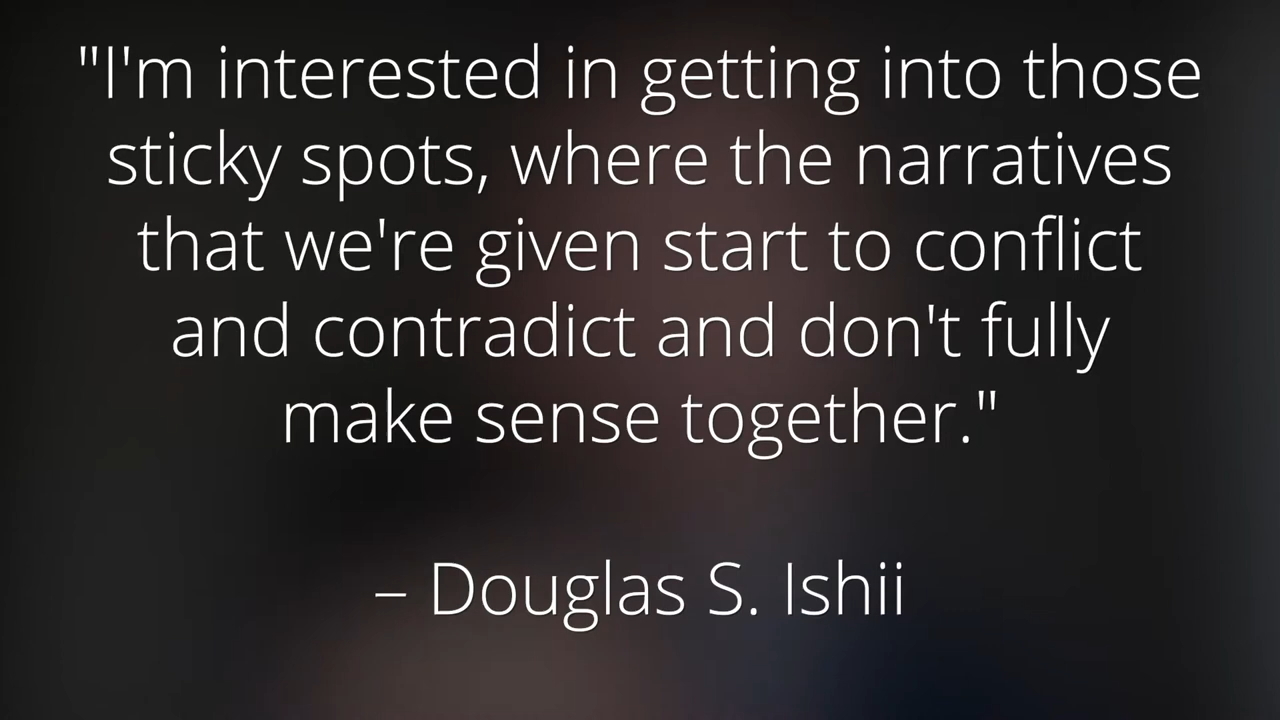 "I'm interested in getting into those
sticky spots, where the narratives
that we're given start to conflict
and contradict and don't fully
make sense together."
– Douglas S. Ishii